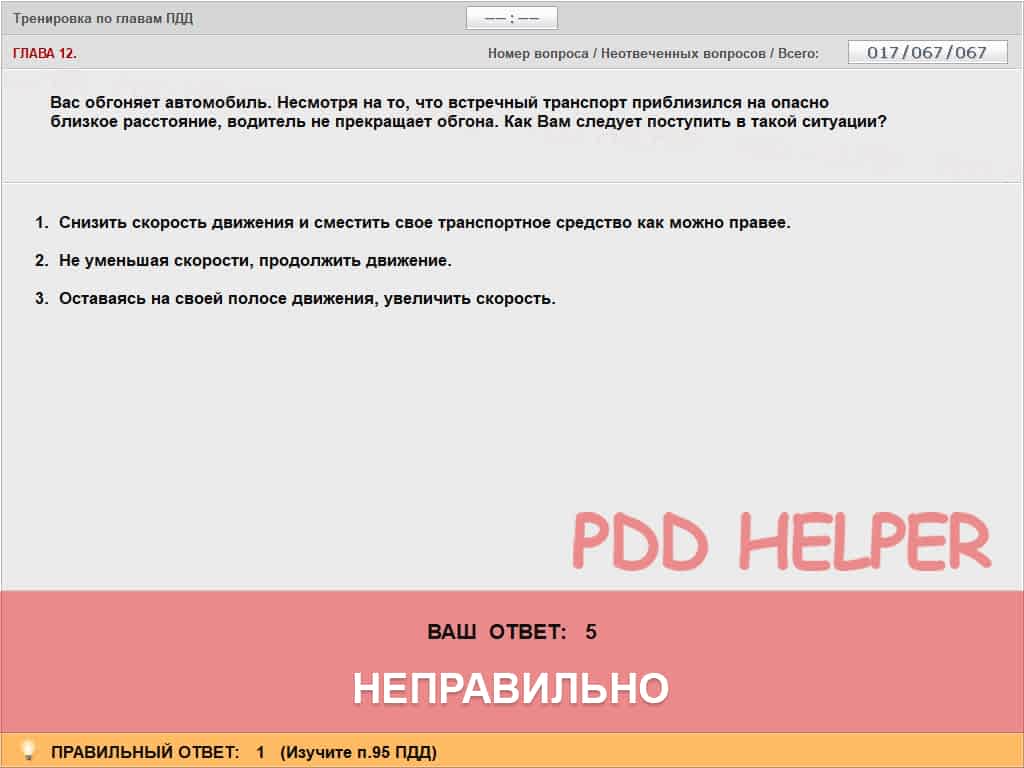 Тренировка по главам ПДД
–– : ––
ГЛАВА 12.
Номер вопроса / Неотвеченных вопросов / Всего:
017/067/067
Вас обгоняет автомобиль. Несмотря на то, что встречный транспорт приблизился на опасно
близкое расстояние, водитель не прекращает обгона. Как Вам следует поступить в такой ситуации?
1. Снизить скорость движения и сместить свое транспортное средство как можно правее.
2. Не уменьшая скорости, продолжить движение.
3. Оставаясь на своей полосе движения, увеличить скорость.
PDD HELPER
ВАШ ОТВЕТ: 5
НЕПРАВИЛЬНО
ПРАВИЛЬНЫЙ ОТВЕТ: 1 (Изучите п.95 ПДД)